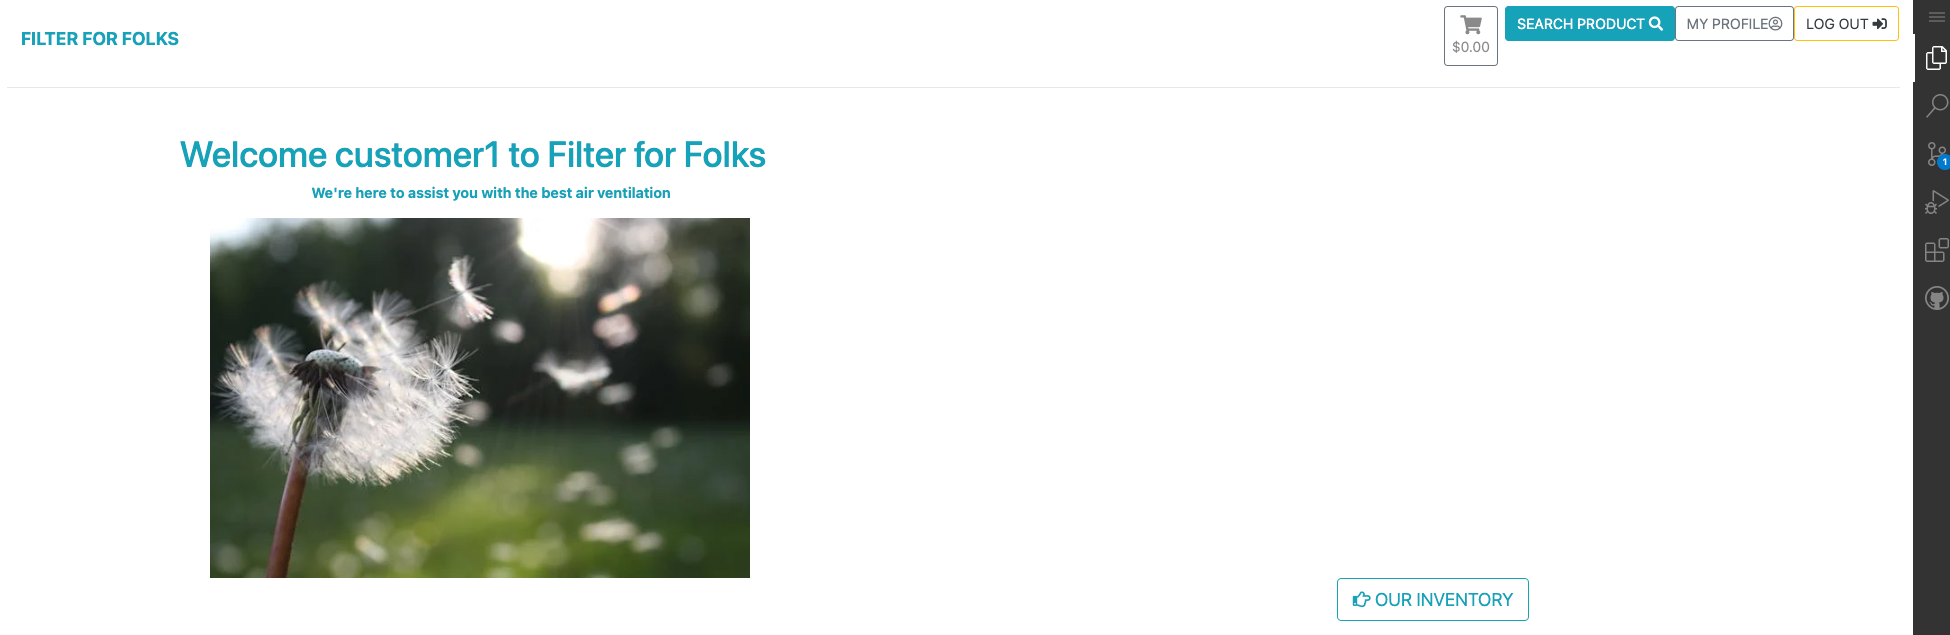 FILTER FOR FOLKS
$0.00
SEARCH PRODUCT
MY PROFILE
LOG OUT
Welcome customer1 to Filter for Folks
We're here to assist you with the best air ventilation
OUR INVENTORY
1